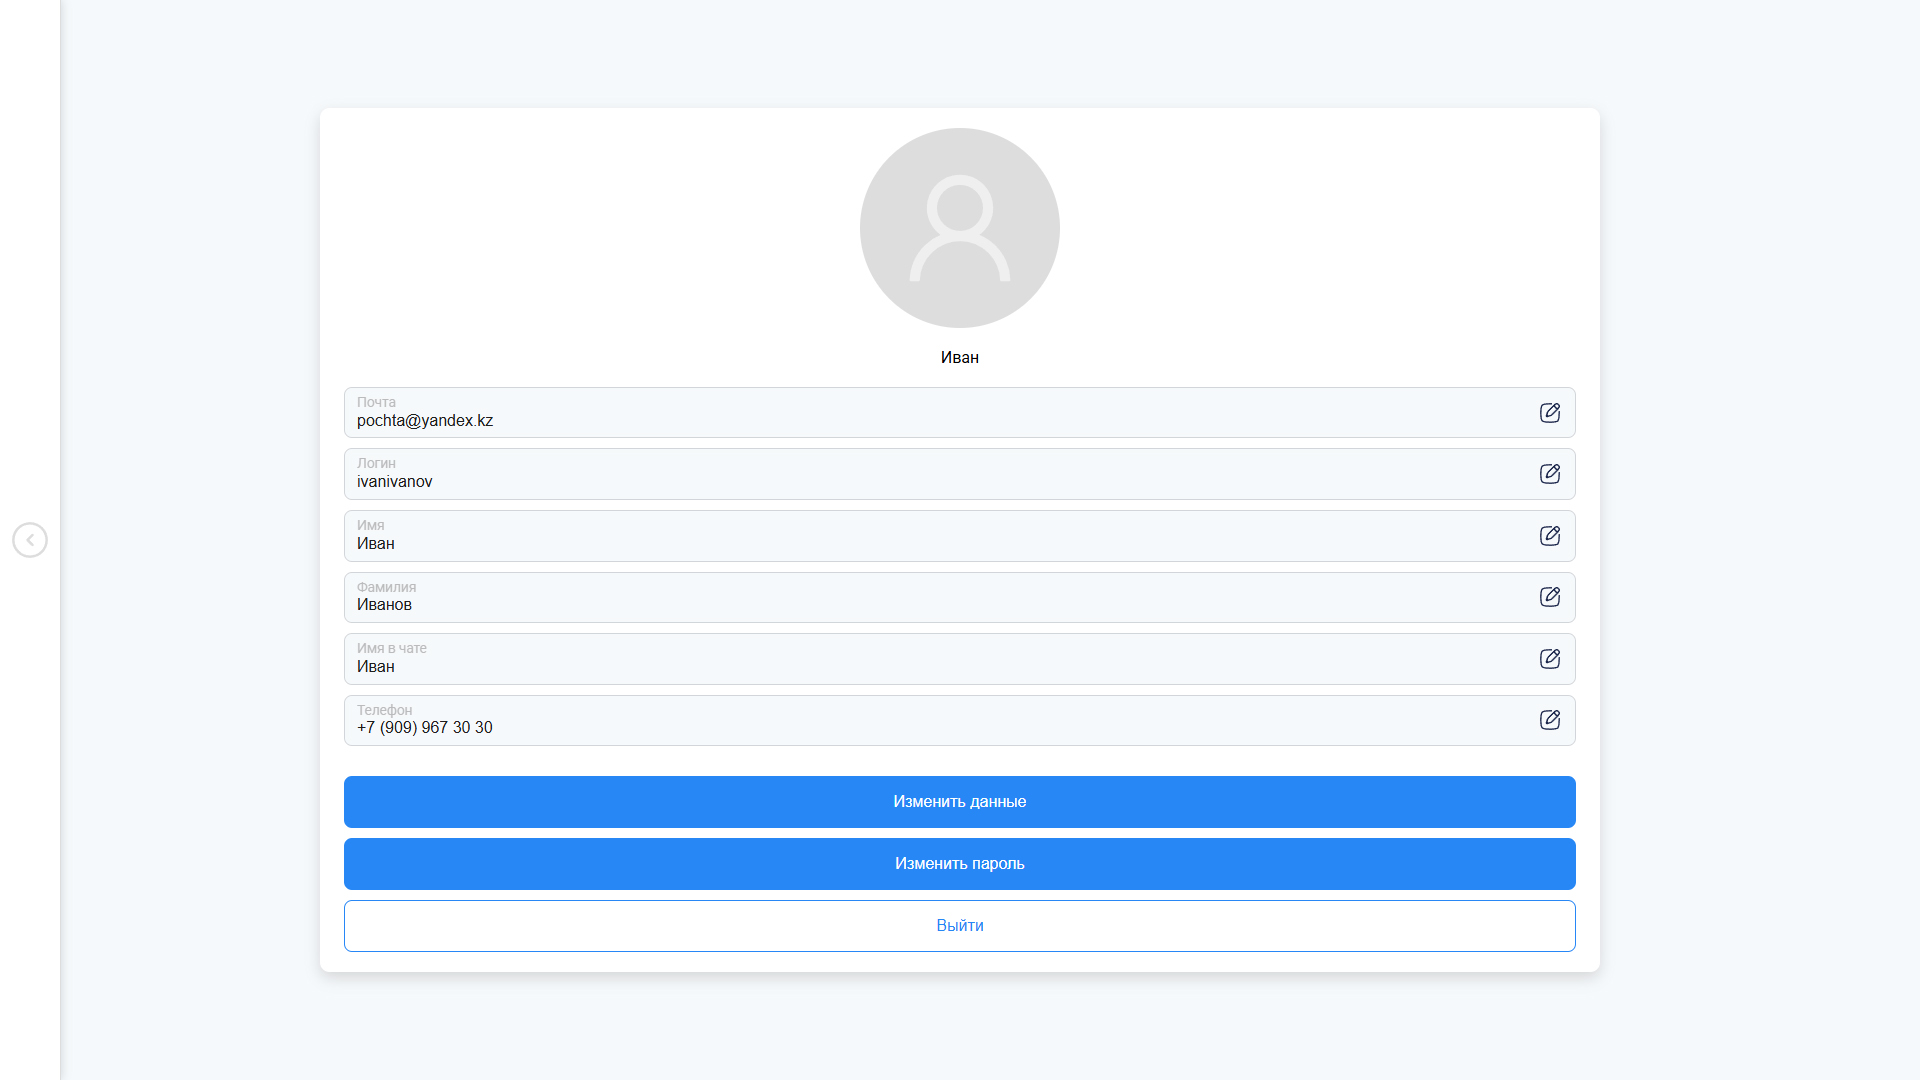 Иван
Почта
pochta@yandex.kz
Логин
ivanivanov
Имя
Иван
Фамилия
Иванов
Имя в чате
Иван
Телефон
+7 (909) 967 30 30
Изменить данные
Изменить пароль
Выйти